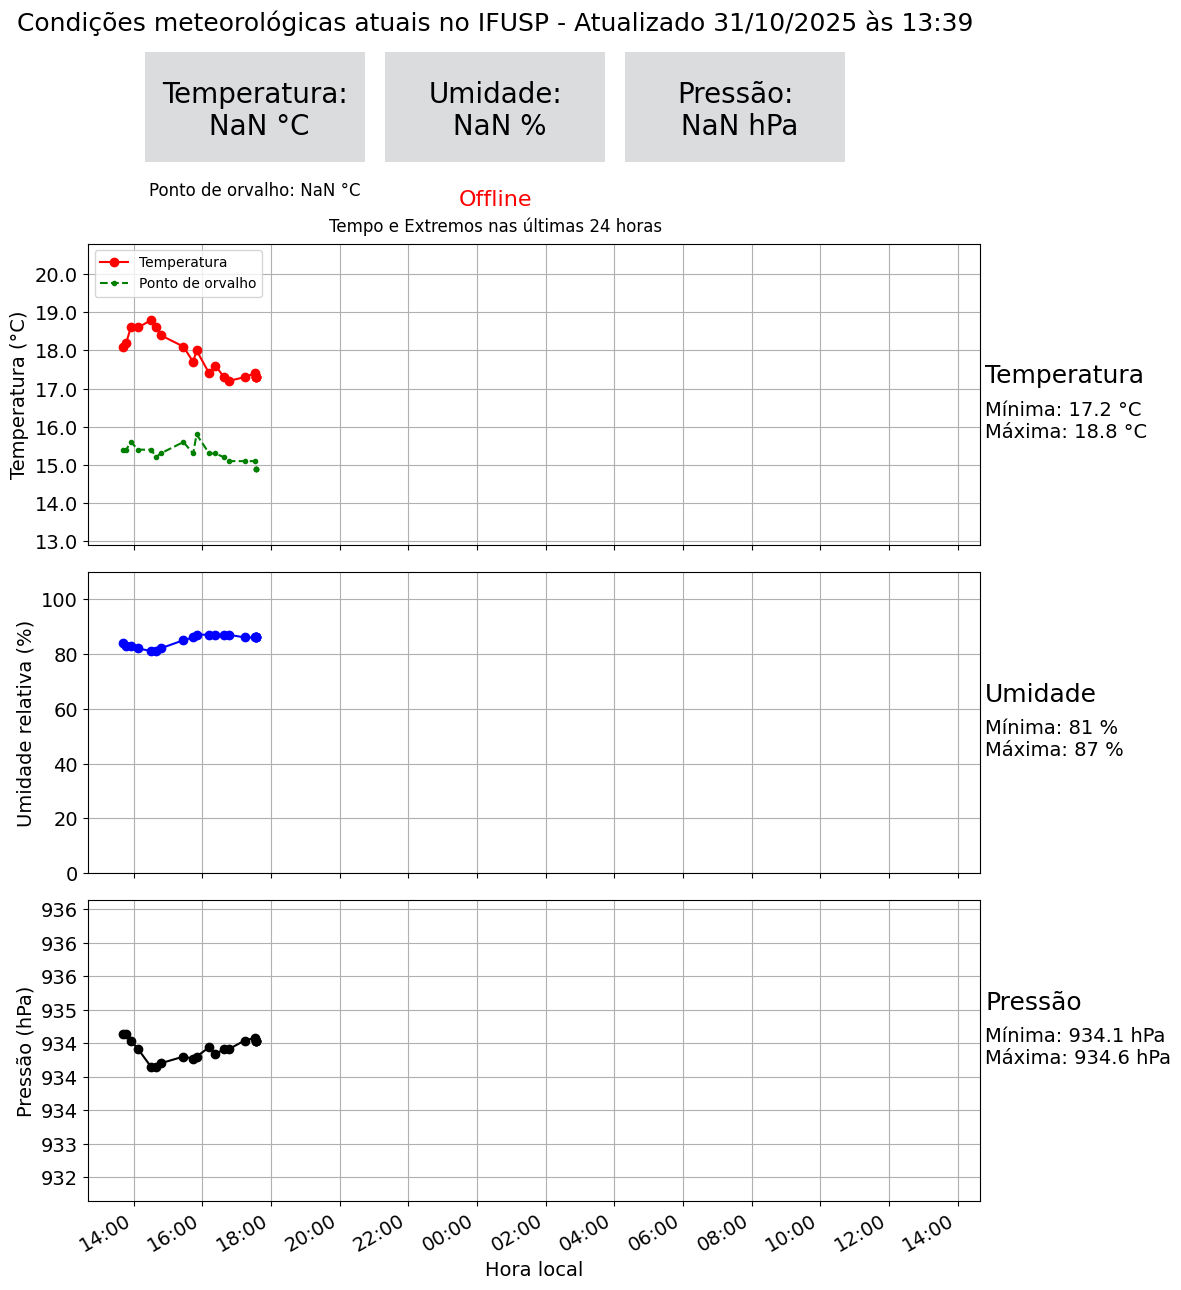 Condições meteorológicas atuais no IFUSP - Atualizado 31/10/2025 às 13:39
Temperatura:
NaN °C
Umidade:
NaN %
Pressão:
NaN hPa
Ponto de orvalho: NaN °C
Offline
Tempo e Extremos nas últimas 24 horas
Temperatura
Ponto de orvalho
Temperatura (°C)
20.0
19.0
18.0
17.0
16.0
15.0
14.0
13.0
Temperatura
Mínima: 17.2 °C
Máxima: 18.8 °C
Umidade relativa (%)
100
80
60
40
20
0
Umidade
Mínima: 81 %
Máxima: 87 %
Pressão (hPa)
936
936
936
935
934
934
934
933
932
Pressão
Mínima: 934.1 hPa
Máxima: 934.6 hPa
14:00 16:00 18:00 20:00 22:00 00:00 02:00 04:00 06:00 08:00 10:00 12:00 14:00
Hora local